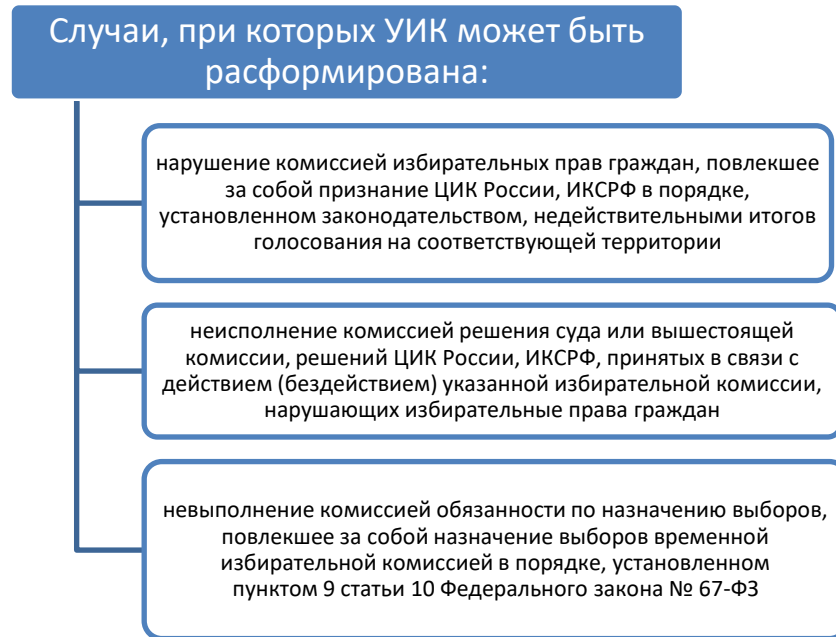 Случаи, при которых УИК может быть
расформирована:
нарушение комиссией избирательных прав граждан, повлекшее
за собой признание ЦИК России, ИКСРФ в порядке,
установленном законодательством, недействительными итогов
голосования на соответствующей территории
неисполнение комиссией решения суда или вышестоящей
комиссии, решений ЦИК России, ИКСРФ, принятых в связи с
действием (бездействием) указанной избирательной комиссии,
нарушающих избирательные права граждан
невыполнение комиссией обязанности по назначению выборов,
повлекшее за собой назначение выборов временной
избирательной комиссией в порядке, установленном
пунктом 9 статьи 10 Федерального закона № 67-ФЗ